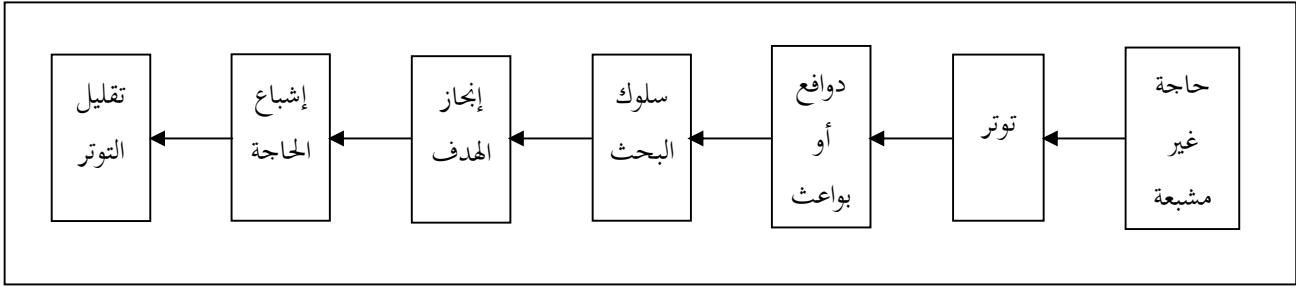 حاجة
غير
مشبعة
توتر
دوافع
أو
بواعث
سلوك
البحث
إنجاز
الهدف
إشباع
الحاجة
تقليل
التوتر